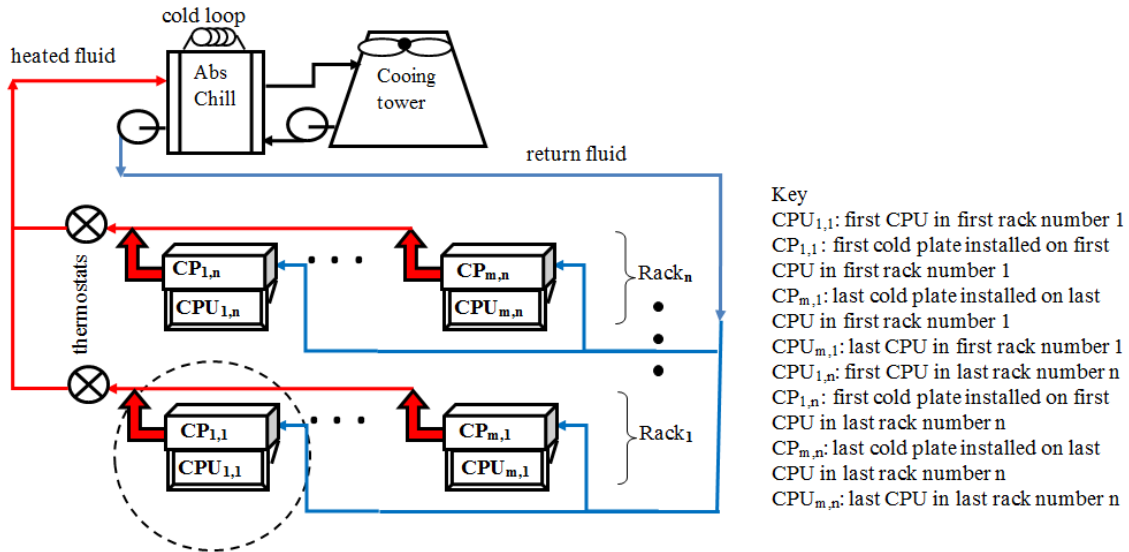 cold loop
heated fluid
Abs
Chill
Cooing
tower
return fluid
thermostats
CP1,n
CPU1,n
CPm,n
CPUm,n
Rackn
CP1,1
CPU1,1
CPm,1
CPUm,1
Rack1
Key
CPU1,1: first CPU in first rack number 1
CP1,1 : first cold plate installed on first
CPU in first rack number 1
CPm,1: last cold plate installed on last
CPU in first rack number 1
CPUm,1: last CPU in first rack number 1
CPU1,n: first CPU in last rack number n
CP1,n: first cold plate installed on first
CPU in last rack number n
CPm,n: last cold plate installed on last
CPU in last rack number n
CPUm,n: last CPU in last rack number n